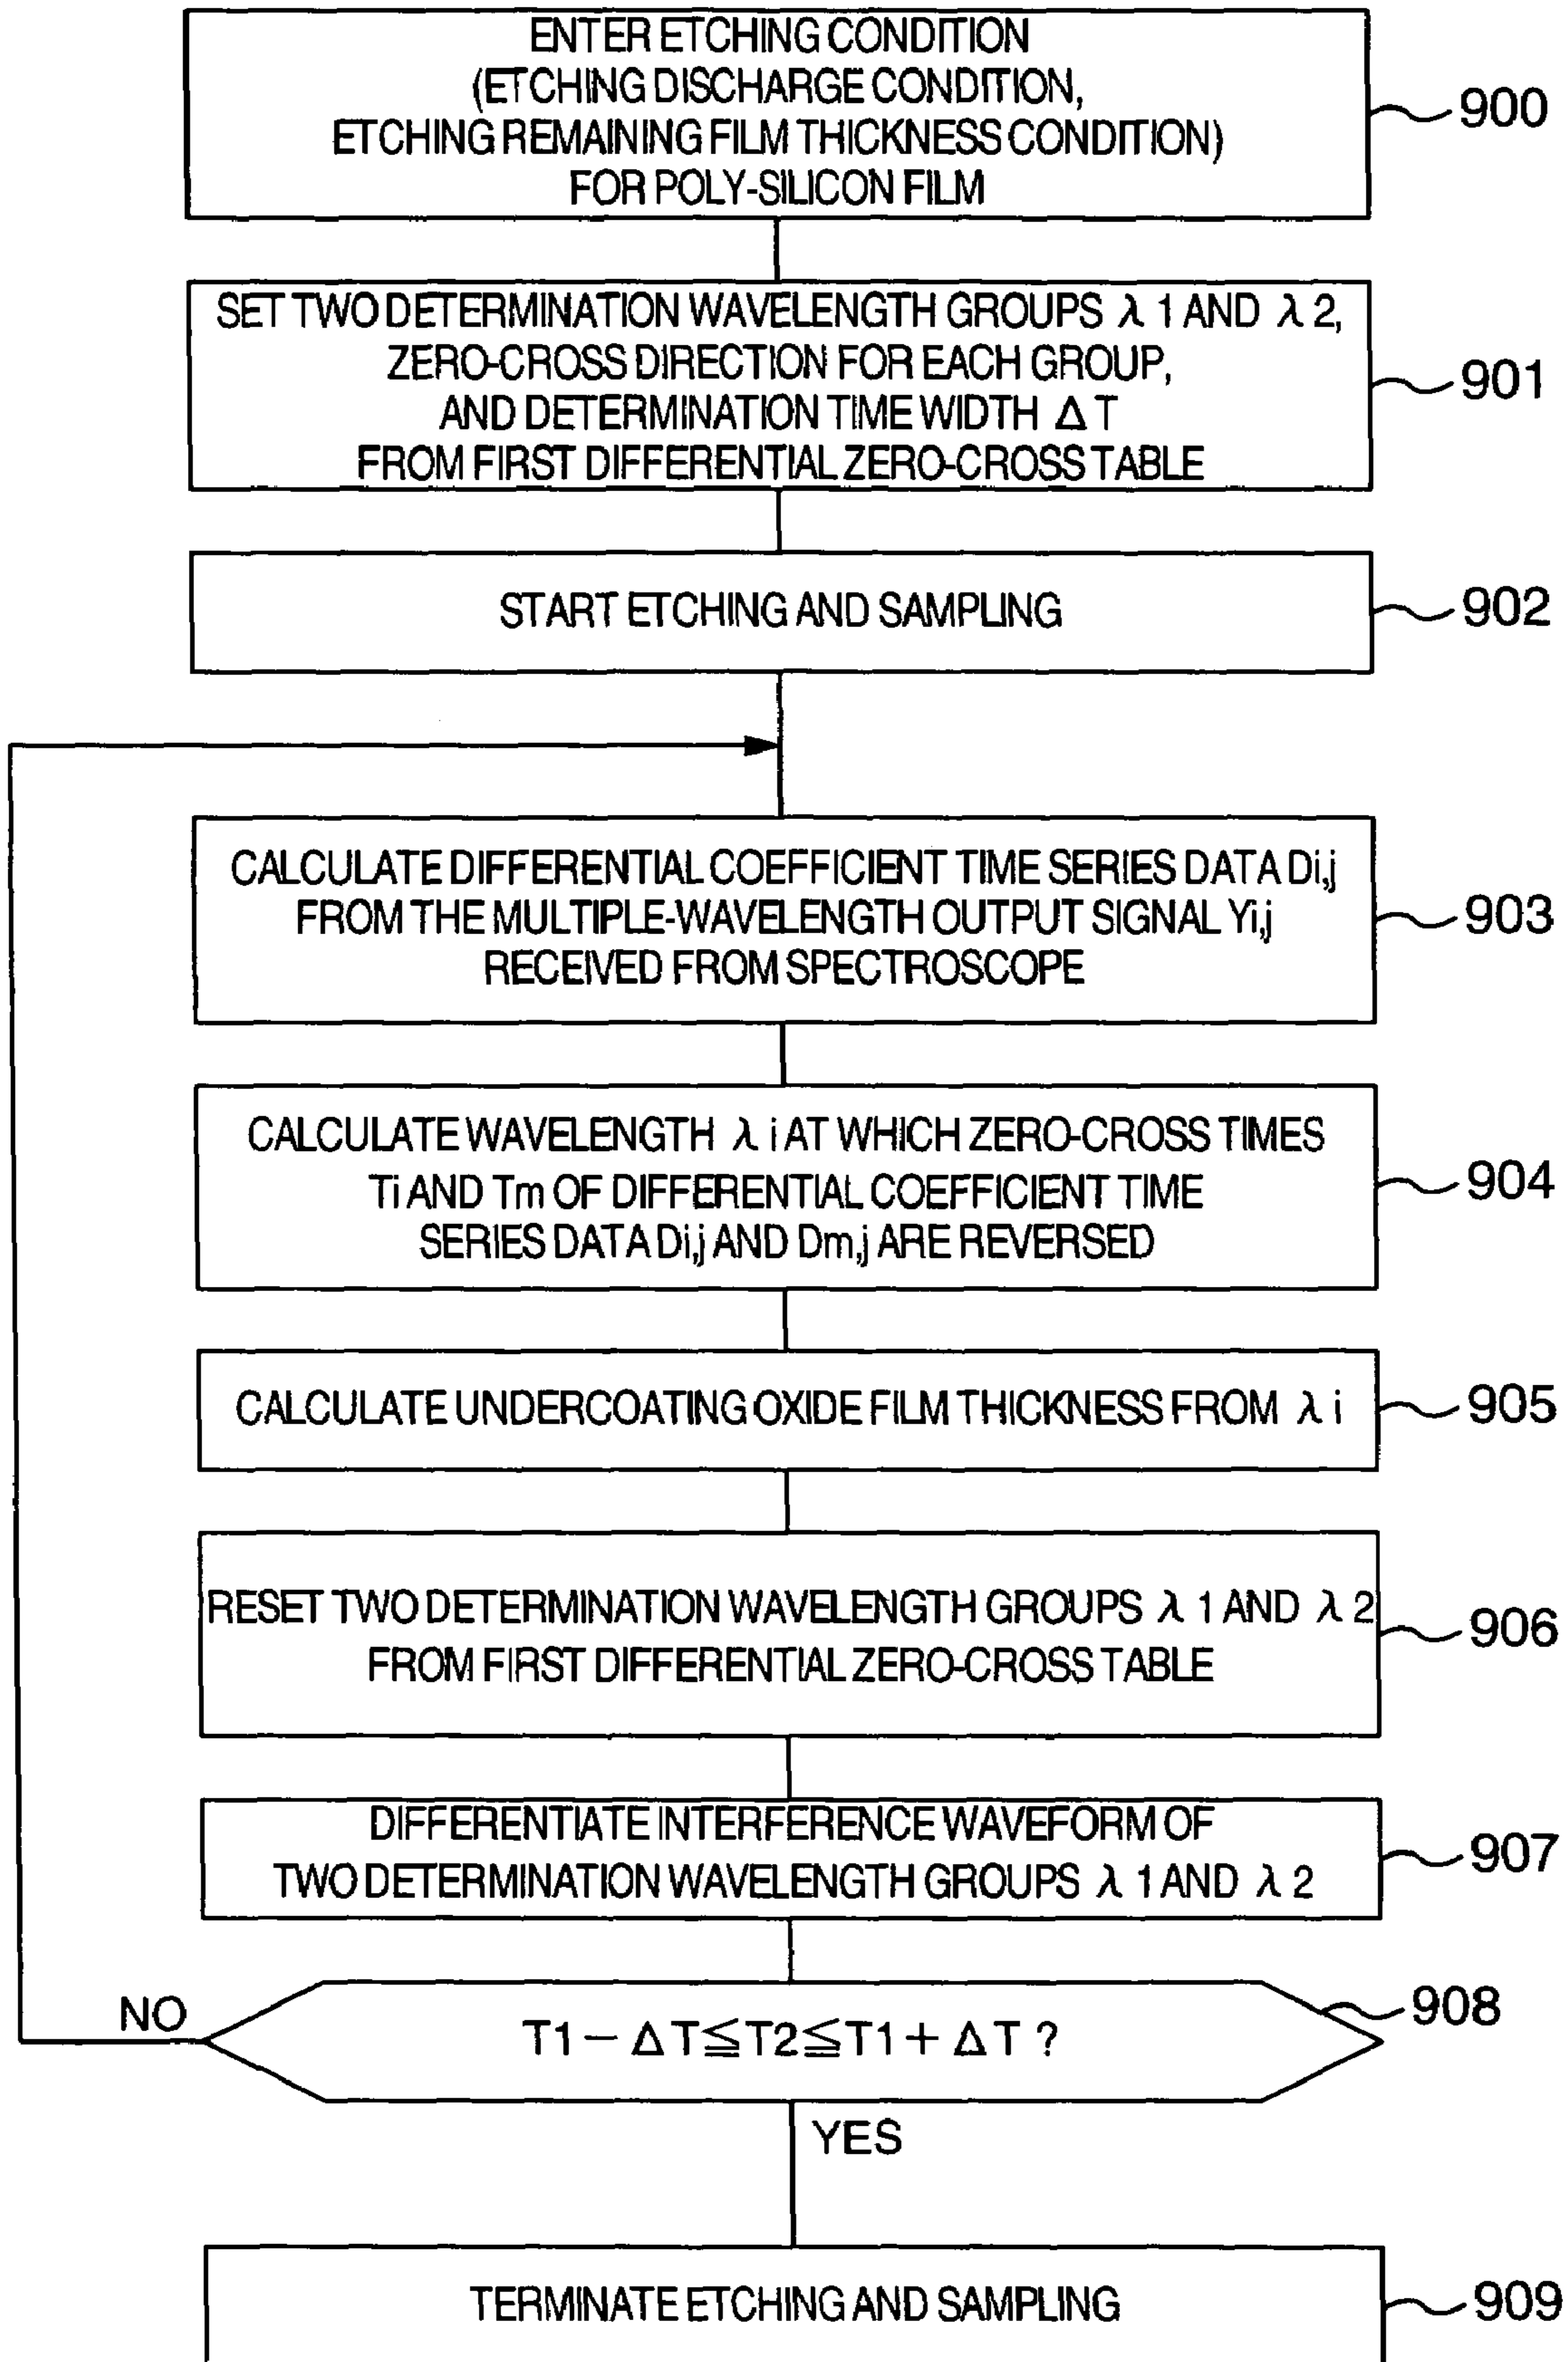 ENTER ETCHING CONDITION
(ETCHING DISCHARGE CONDITION,
ETCHING REMAINING FILM THICKNESS CONDITION)
FOR POLY-SILICON FILM
900
SET TWO DETERMINATION WAVELENGTH GROUPS λ 1 AND λ 2,
ZERO-CROSS DIRECTION FOR EACH GROUP,
AND DETERMINATION TIME WIDTH Δ T
FROM FIRST DIFFERENTIAL ZERO-CROSS TABLE
901
START ETCHING AND SAMPLING
902
CALCULATE DIFFERENTIAL COEFFICIENT TIME SERIES DATA Di,j
FROM THE MULTIPLE-WAVELENGTH OUTPUT SIGNAL Yi,j
RECEIVED FROM SPECTROSCOPE
903
CALCULATE WAVELENGTH λ i AT WHICH ZERO-CROSS TIMES
Ti AND Tm OF DIFFERENTIAL COEFFICIENT TIME
SERIES DATA Di,j AND Dm,j ARE REVERSED
904
CALCULATE UNDERCOATING OXIDE FILM THICKNESS FROM λ i
905
RESET TWO DETERMINATION WAVELENGTH GROUPS λ 1 AND λ 2
FROM FIRST DIFFERENTIAL ZERO-CROSS TABLE
906
DIFFERENTIATE INTERFERENCE WAVEFORM OF
TWO DETERMINATION WAVELENGTH GROUPS λ 1 AND λ 2
907
NO
T1 − Δ T ≦ T2 ≦ T1 + Δ T ?
908
YES
TERMINATE ETCHING AND SAMPLING
909